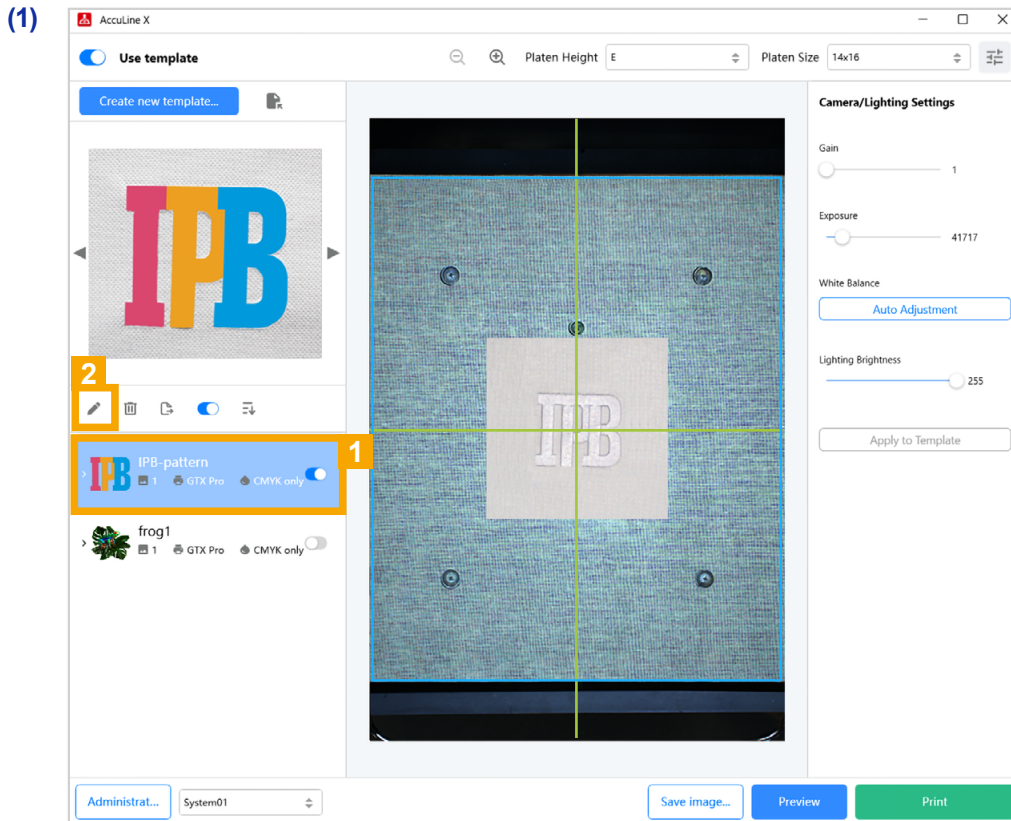 (1)
AccuLine X
Use template
Platen Height E
Platen Size 14x16
Create new template...
Camera/Lighting Settings
IPB
Gain
1
Exposure
41717
White Balance
Auto Adjustment
Lighting Brightness
255
Apply to Template
2
1
IPB
IPB-pattern
1 GTX Pro CMYK only
frog1
1 GTX Pro CMYK only
IPB
Administrat...
System01
Save image...
Preview
Print